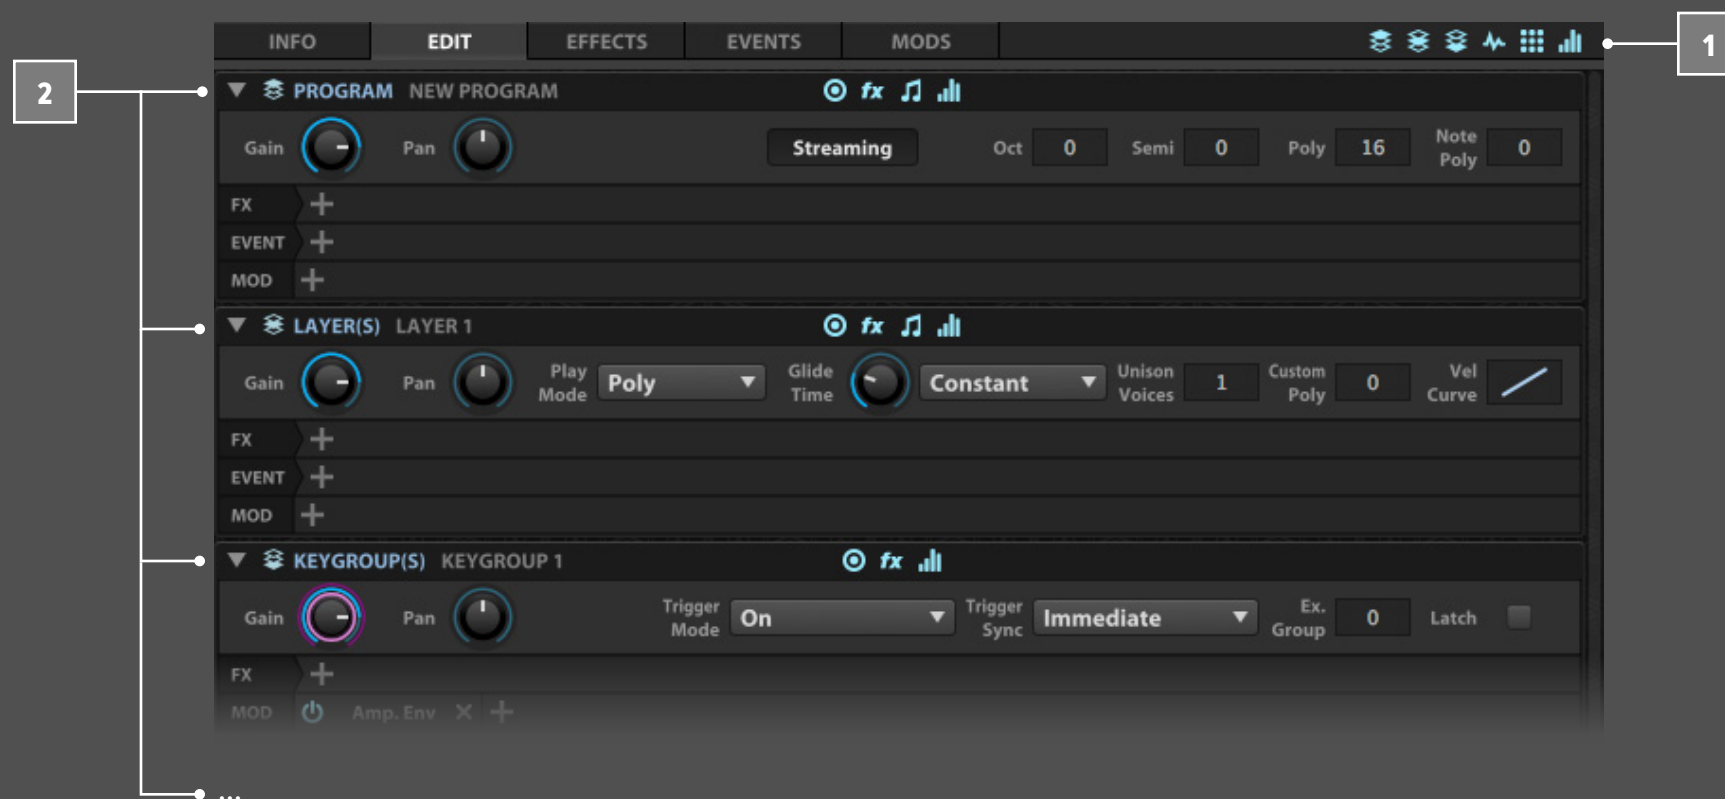 INFO EDIT EFFECTS EVENTS MODS
1
2
PROGRAM NEW PROGRAM fx
Gain Pan Streaming Oct 0 Semi 0 Poly 16 Note Poly 0
FX
EVENT
MOD
LAYER(S) LAYER 1 fx
Gain Pan Play Mode Poly Glide Time Constant Unison Voices 1 Custom Poly 0 Vel Curve
FX
EVENT
MOD
KEYGROUP(S) KEYGROUP 1 fx
Gain Pan Trigger Mode On Trigger Sync Immediate Ex. Group 0 Latch
FX
MOD Amp. Env
...